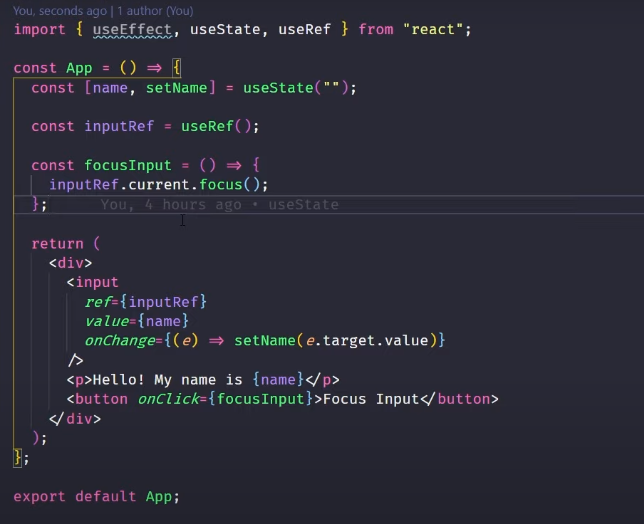 You, seconds ago | 1 author (You)
import { useEffect, useState, useRef } from "react";
const App = () => {
const [name, setName] = useState("");
const inputRef = useRef();
const focusInput = () => {
inputRef.current.focus();
};      You, 4 hours ago • useState
return (
<div>
<input
ref={inputRef}
value={name}
onChange={(e) => setName(e.target.value)}
/>
<p>Hello! My name is {name}</p>
<button onClick={focusInput}>Focus Input</button>
</div>
);
};
export default App;